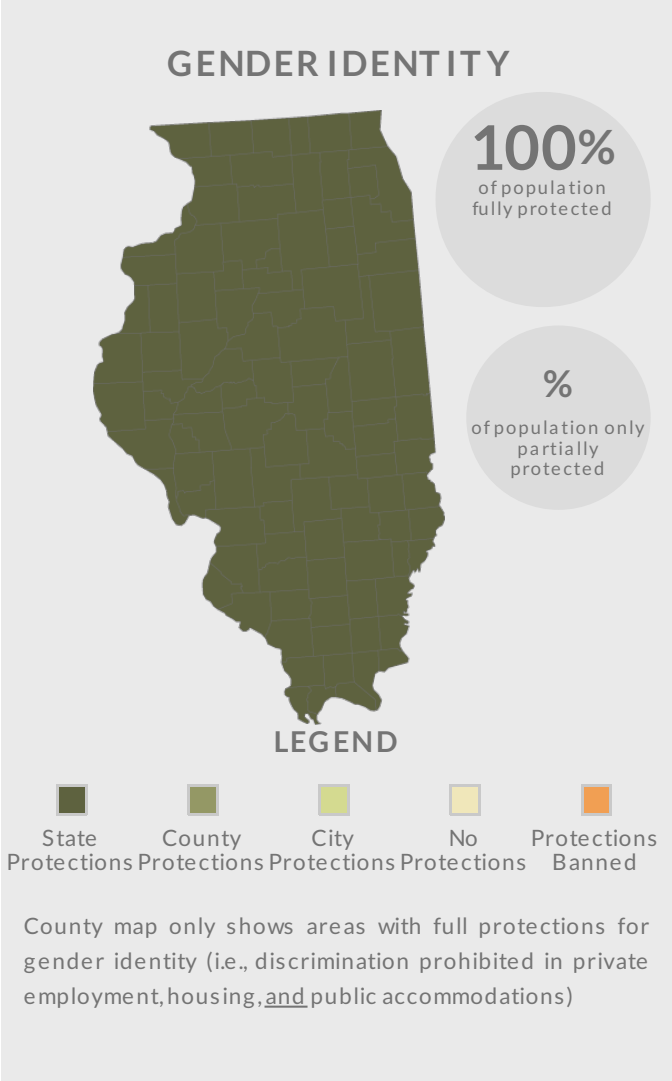 GENDER IDENTITY
100%
of population
fully protected
%
of population only
partially
protected
LEGEND
State
Protections
County
Protections
City
Protections
No
Protections
Protections
Banned
County map only shows areas with full protections for
gender identity (i.e., discrimination prohibited in private
employment, housing, and public accommodations)